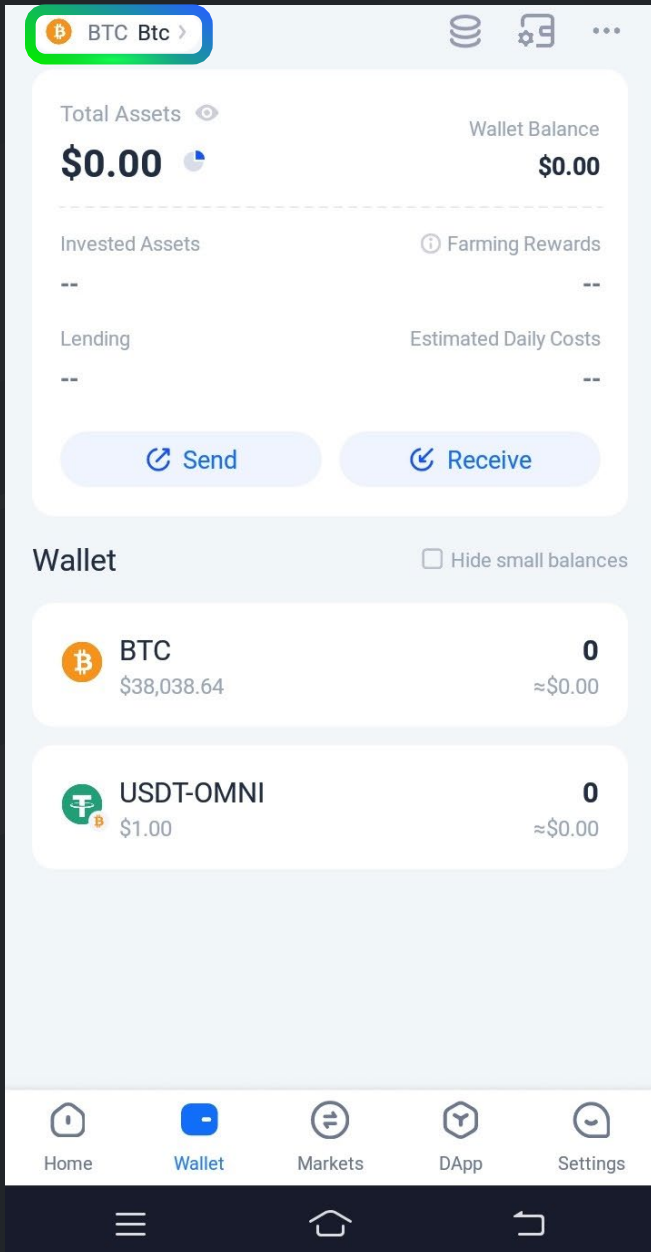 BTC Btc
Total Assets
Wallet Balance
$0.00
$0.00
Invested Assets
Farming Rewards
--
--
Lending
Estimated Daily Costs
--
--
Send
Receive
Wallet
Hide small balances
BTC
0
$38,038.64
≈$0.00
USDT-OMNI
0
$1.00
≈$0.00
Home
Wallet
Markets
DApp
Settings